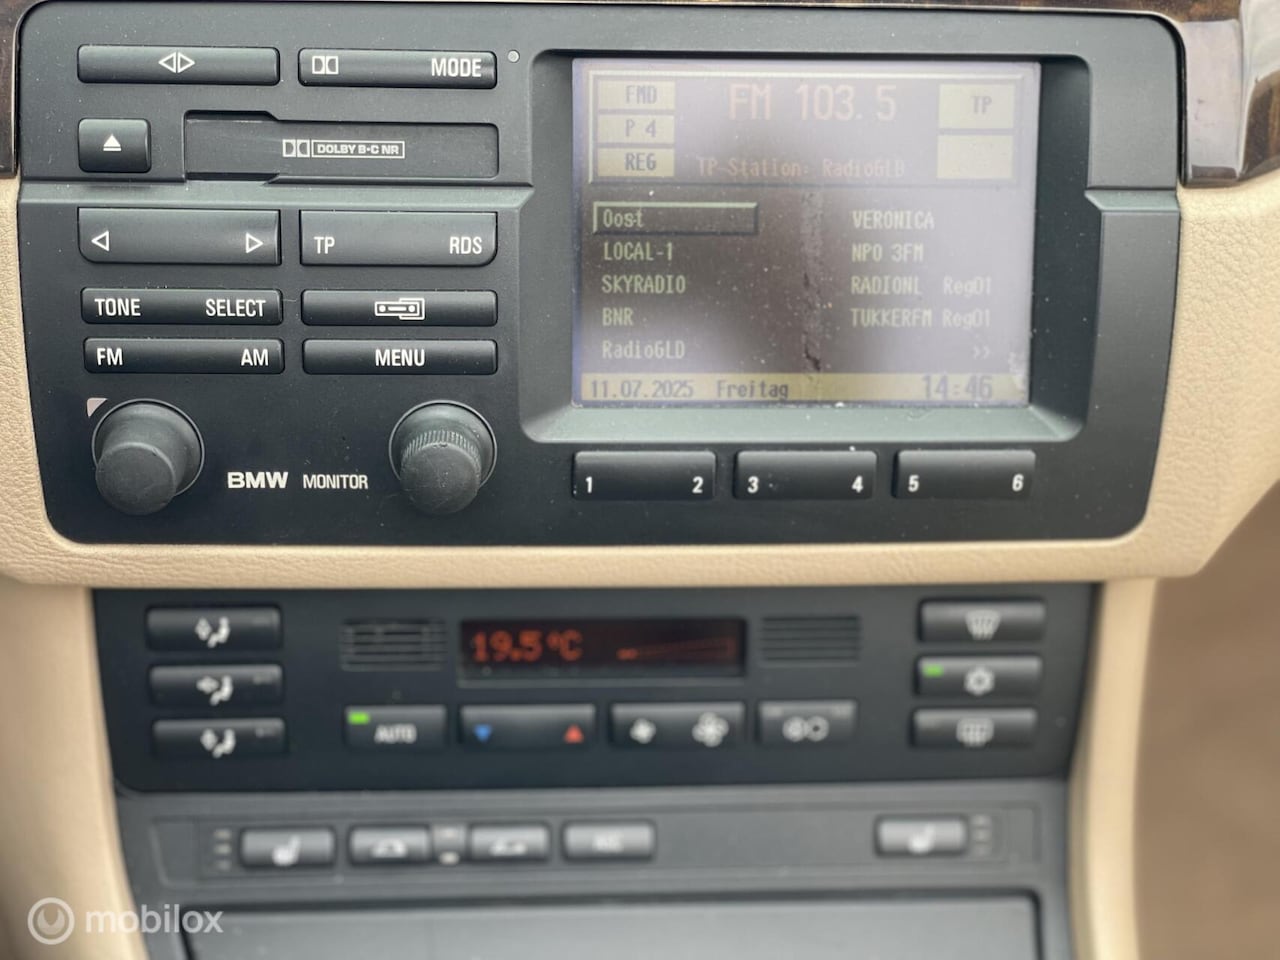 MODE
DOLBY B·C NR
TP RDS
TONE SELECT
FM AM
MENU
BMW MONITOR
FMD FM 103.5 TP
P 4
REG TP-Station: RadioGLD
Oost VERONICA
LOCAL-1 NPO 3FM
SKYRADIO RADIONL Reg01
BNR TUKKERFM Reg01
RadioGLD >>
11.07.2025 Freitag 14:46
1 2 3 4 5 6
19.5°C
AUTO
mobilox